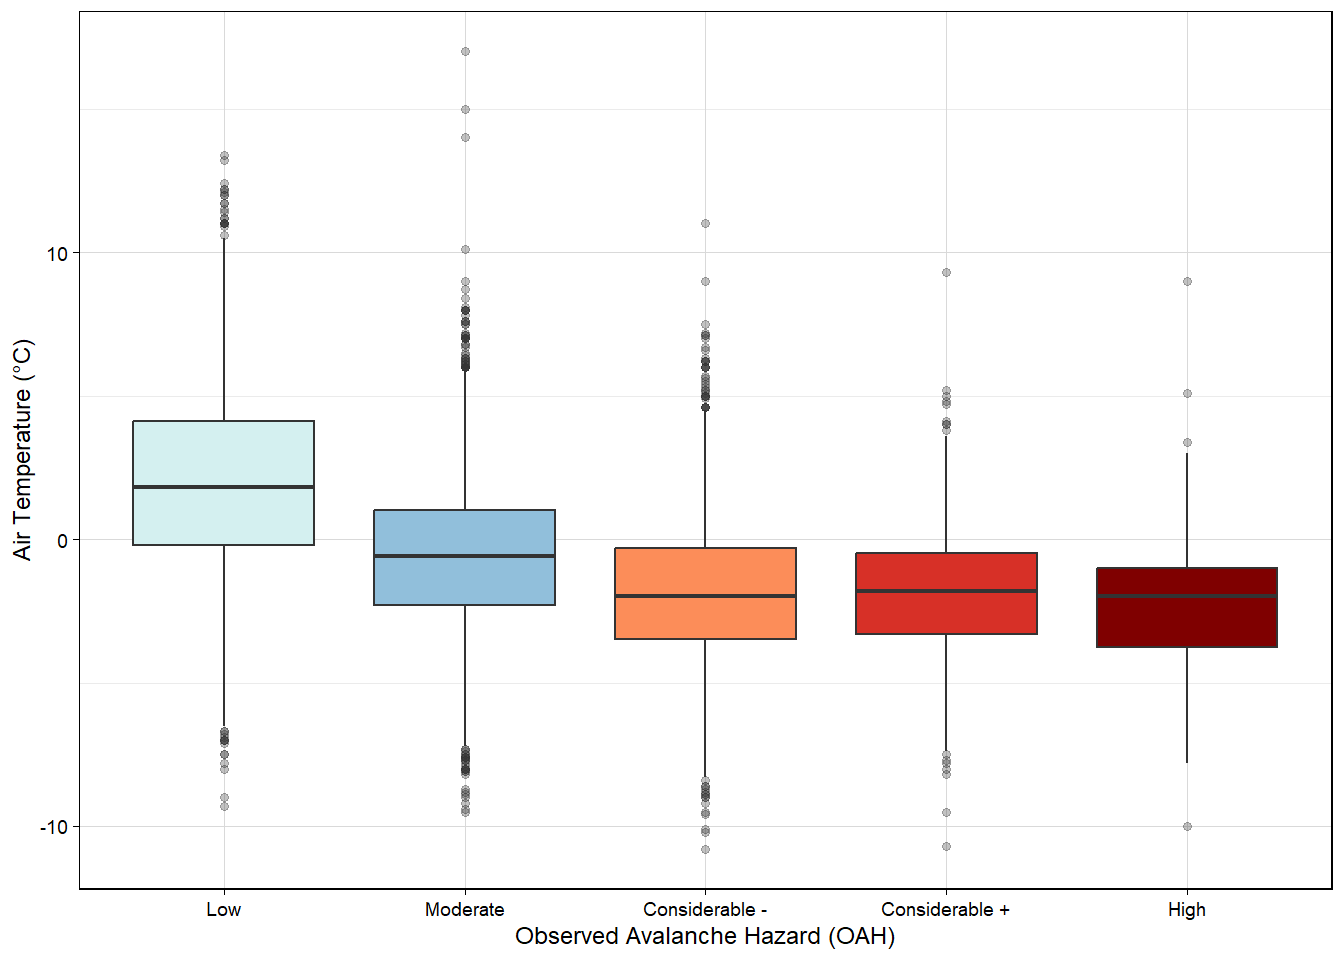 Air Temperature (°C)
10
0
-10
Low
Moderate
Considerable -
Considerable +
High
Observed Avalanche Hazard (OAH)